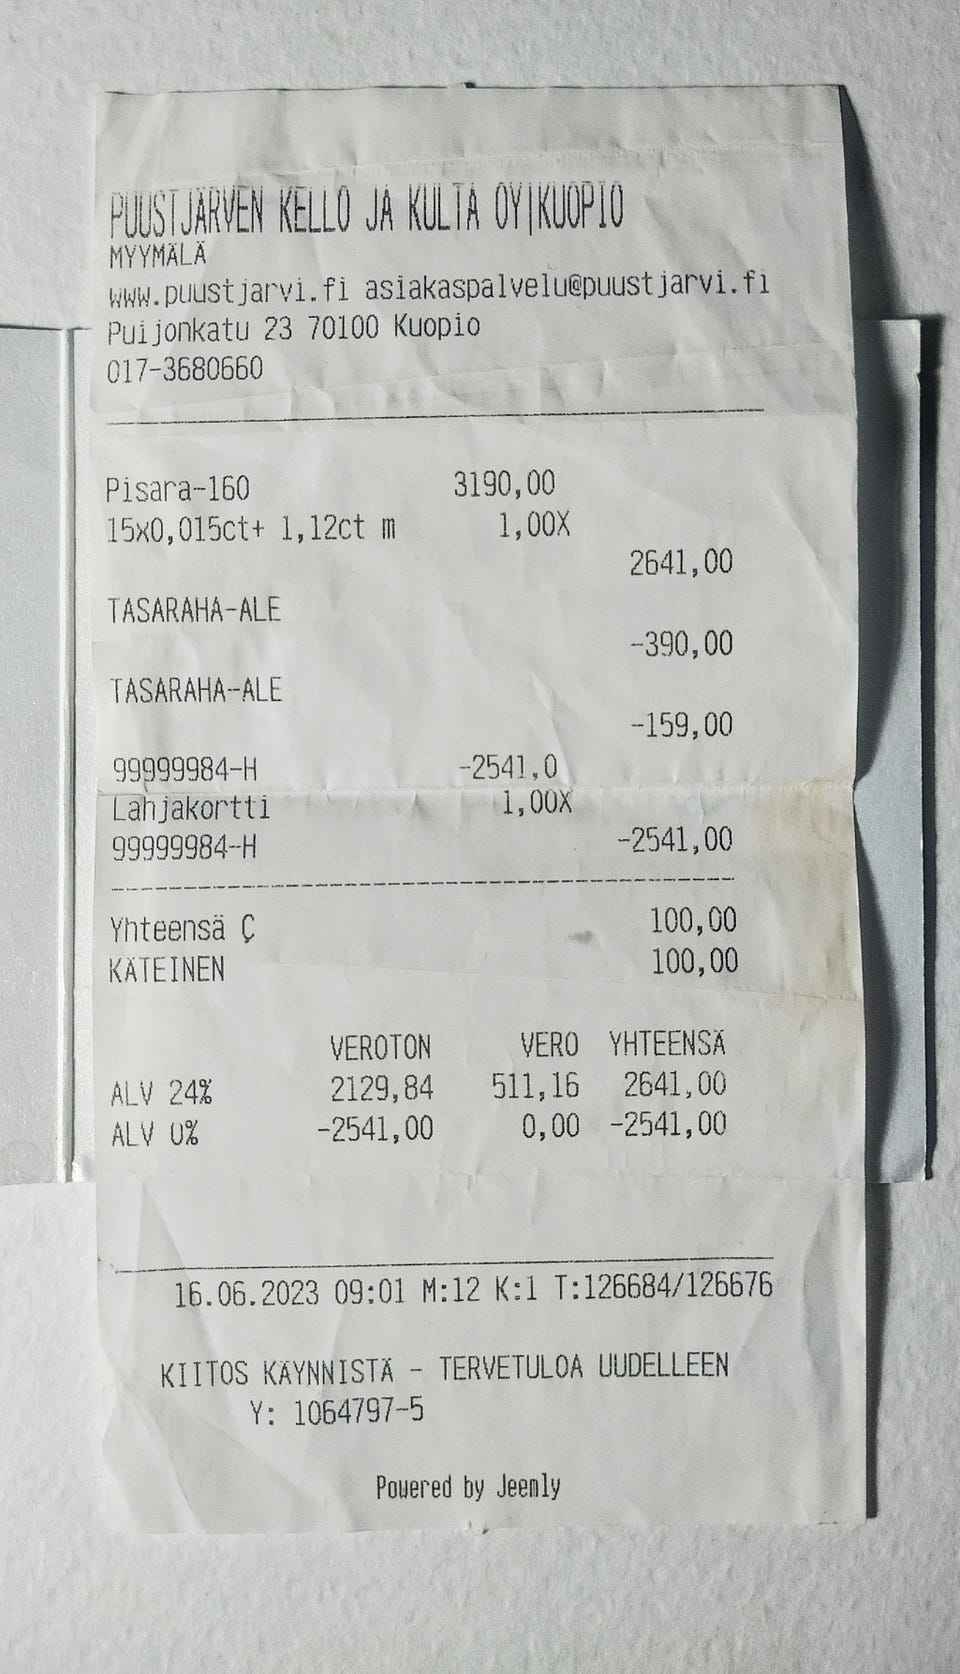 PUUSTJÄRVEN KELLO JA KULTA OY|KUOPIO
MYYMÄLÄ
www.puustjarvi.fi asiakaspalvelu@puustjarvi.fi
Puijonkatu 23 70100 Kuopio
017-3680660
Pisara-160 3190,00
15x0,015ct+ 1,12ct m 1,00X
2641,00
TASARAHA-ALE
-390,00
TASARAHA-ALE
-159,00
99999984-H -2541,0
Lahjakortti 1,00X
99999984-H -2541,00
Yhteensä Ç 100,00
KÄTEINEN 100,00
VEROTON VERO YHTEENSÄ
ALV 24% 2129,84 511,16 2641,00
ALV 0% -2541,00 0,00 -2541,00
16.06.2023 09:01 M:12 K:1 T:126684/126676
KIITOS KÄYNNISTÄ - TERVETULOA UUDELLEEN
Y: 1064797-5
Powered by Jeemly